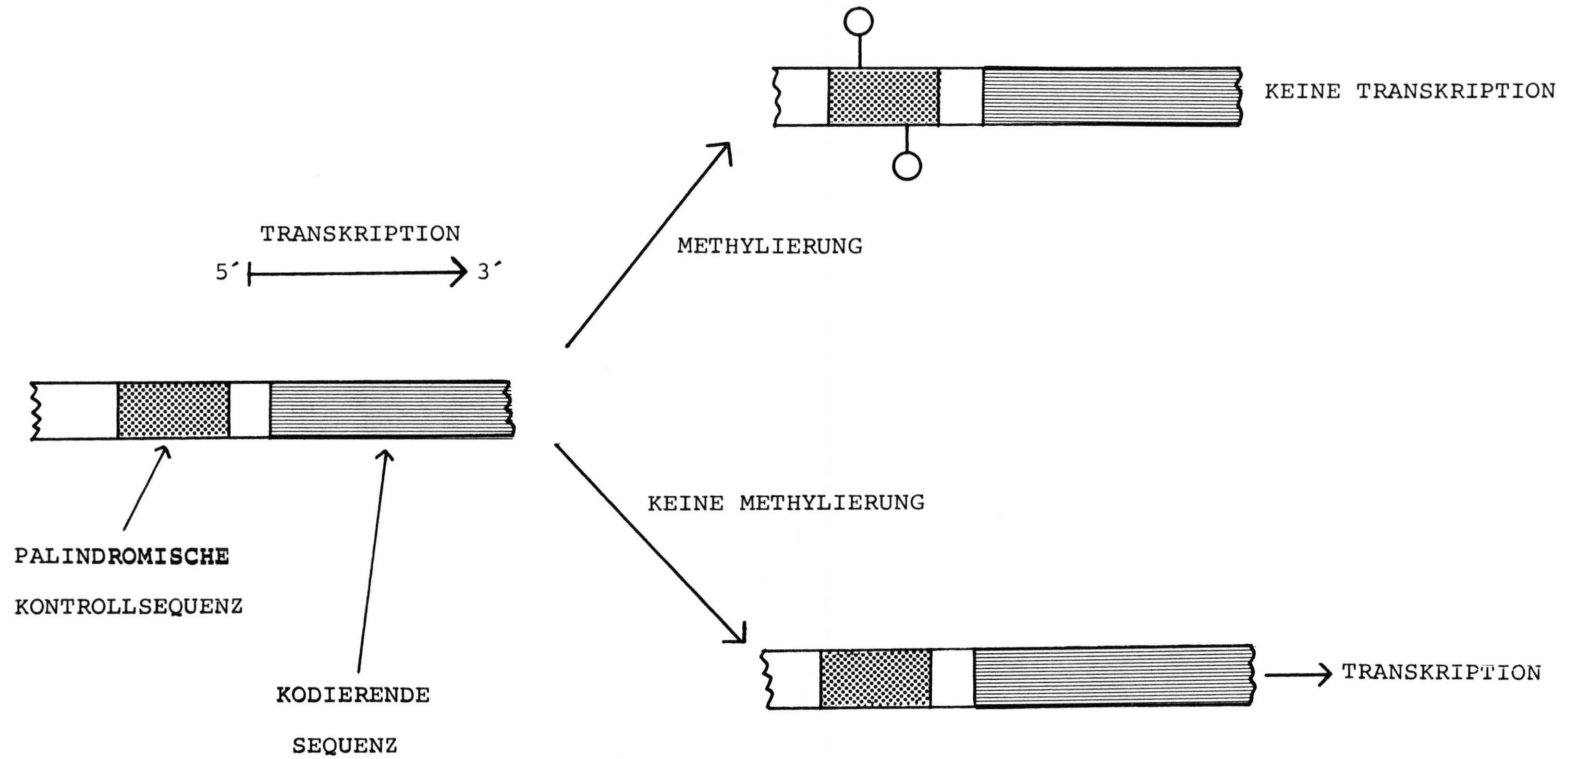 KEINE TRANSKRIPTION
TRANSKRIPTION
5´ 3´
METHYLIERUNG
KEINE METHYLIERUNG
PALINDROMISCHE
KONTROLLSEQUENZ
KODIERENDE
SEQUENZ
TRANSKRIPTION